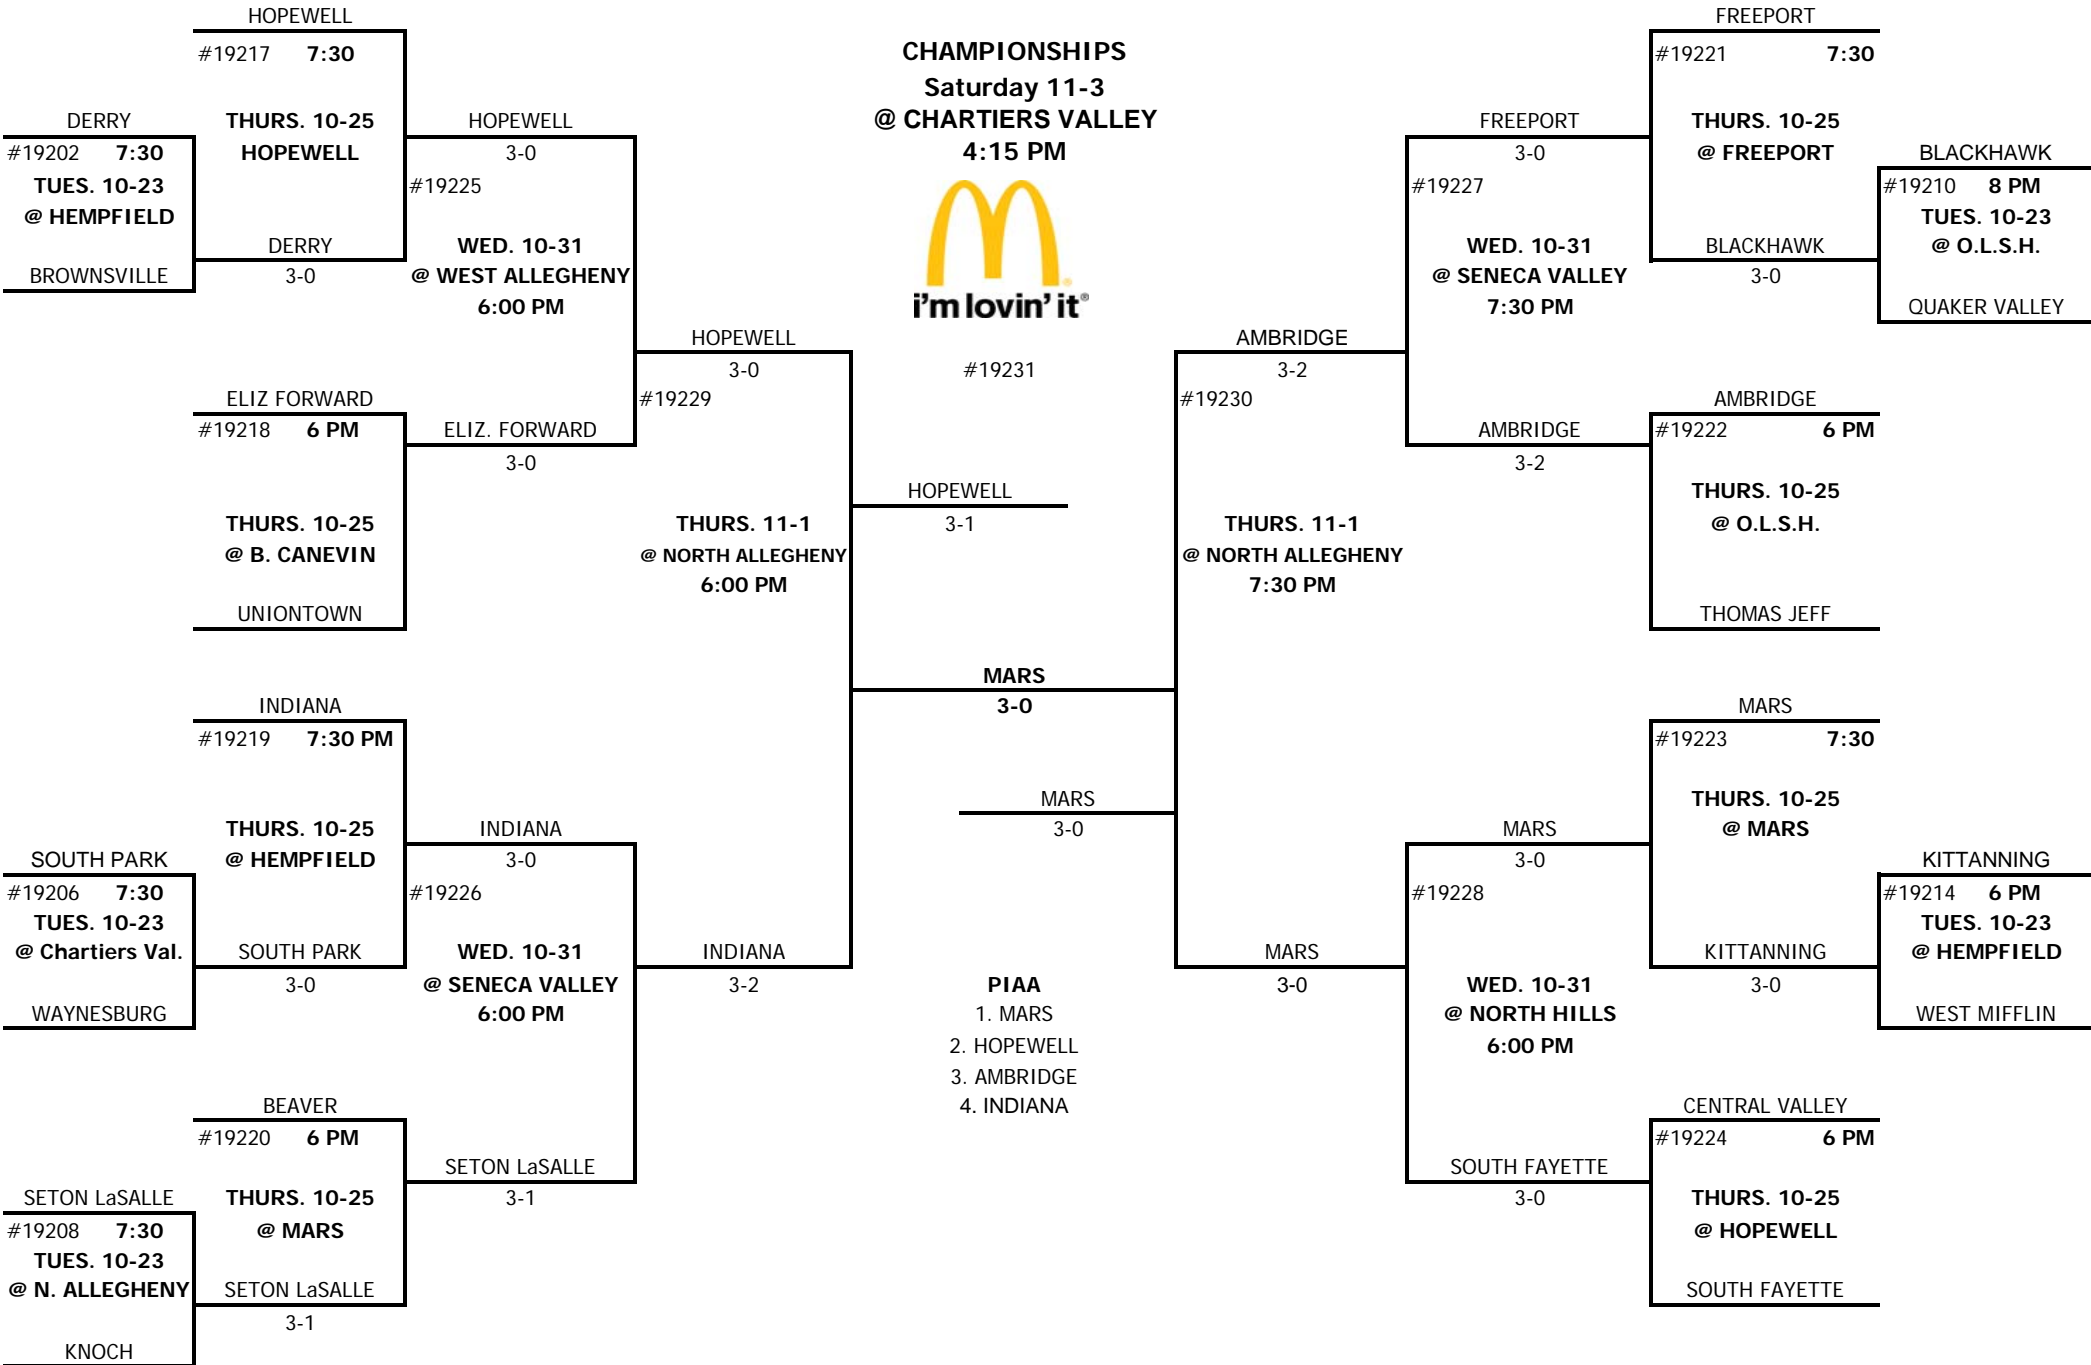 HOPEWELL
#19217 7:30
THURS. 10-25
HOPEWELL
DERRY
#19202 7:30
TUES. 10-23
@ HEMPFIELD
BROWNSVILLE
DERRY
3-0
HOPEWELL
3-0
#19225
WED. 10-31
@ WEST ALLEGHENY
6:00 PM
ELIZ FORWARD
#19218 6 PM
THURS. 10-25
@ B. CANEVIN
UNIONTOWN
ELIZ. FORWARD
3-0
HOPEWELL
3-0
#19229
THURS. 11-1
@ NORTH ALLEGHENY
6:00 PM
INDIANA
#19219 7:30 PM
THURS. 10-25
@ HEMPFIELD
SOUTH PARK
#19206 7:30
TUES. 10-23
@ Chartiers Val.
WAYNESBURG
SOUTH PARK
3-0
INDIANA
3-0
#19226
WED. 10-31
@ SENECA VALLEY
6:00 PM
BEAVER
#19220 6 PM
THURS. 10-25
@ MARS
SETON LaSALLE
#19208 7:30
TUES. 10-23
@ N. ALLEGHENY
KNOCH
SETON LaSALLE
3-1
SETON LaSALLE
3-1
INDIANA
3-2
CHAMPIONSHIPS
Saturday 11-3
@ CHARTIERS VALLEY
4:15 PM
i'm lovin' it®
#19231
HOPEWELL
3-1
MARS
3-0
MARS
3-0
PIAA
1. MARS
2. HOPEWELL
3. AMBRIDGE
4. INDIANA
AMBRIDGE
3-2
#19230
THURS. 11-1
@ NORTH ALLEGHENY
7:30 PM
MARS
3-0
FREEPORT
3-0
#19227
WED. 10-31
@ SENECA VALLEY
7:30 PM
AMBRIDGE
3-2
FREEPORT
#19221 7:30
THURS. 10-25
@ FREEPORT
BLACKHAWK
3-0
BLACKHAWK
#19210 8 PM
TUES. 10-23
@ O.L.S.H.
QUAKER VALLEY
AMBRIDGE
#19222 6 PM
THURS. 10-25
@ O.L.S.H.
THOMAS JEFF
MARS
3-0
#19228
WED. 10-31
@ NORTH HILLS
6:00 PM
SOUTH FAYETTE
3-0
MARS
#19223 7:30
THURS. 10-25
@ MARS
KITTANNING
3-0
KITTANNING
#19214 6 PM
TUES. 10-23
@ HEMPFIELD
WEST MIFFLIN
CENTRAL VALLEY
#19224 6 PM
THURS. 10-25
@ HOPEWELL
SOUTH FAYETTE